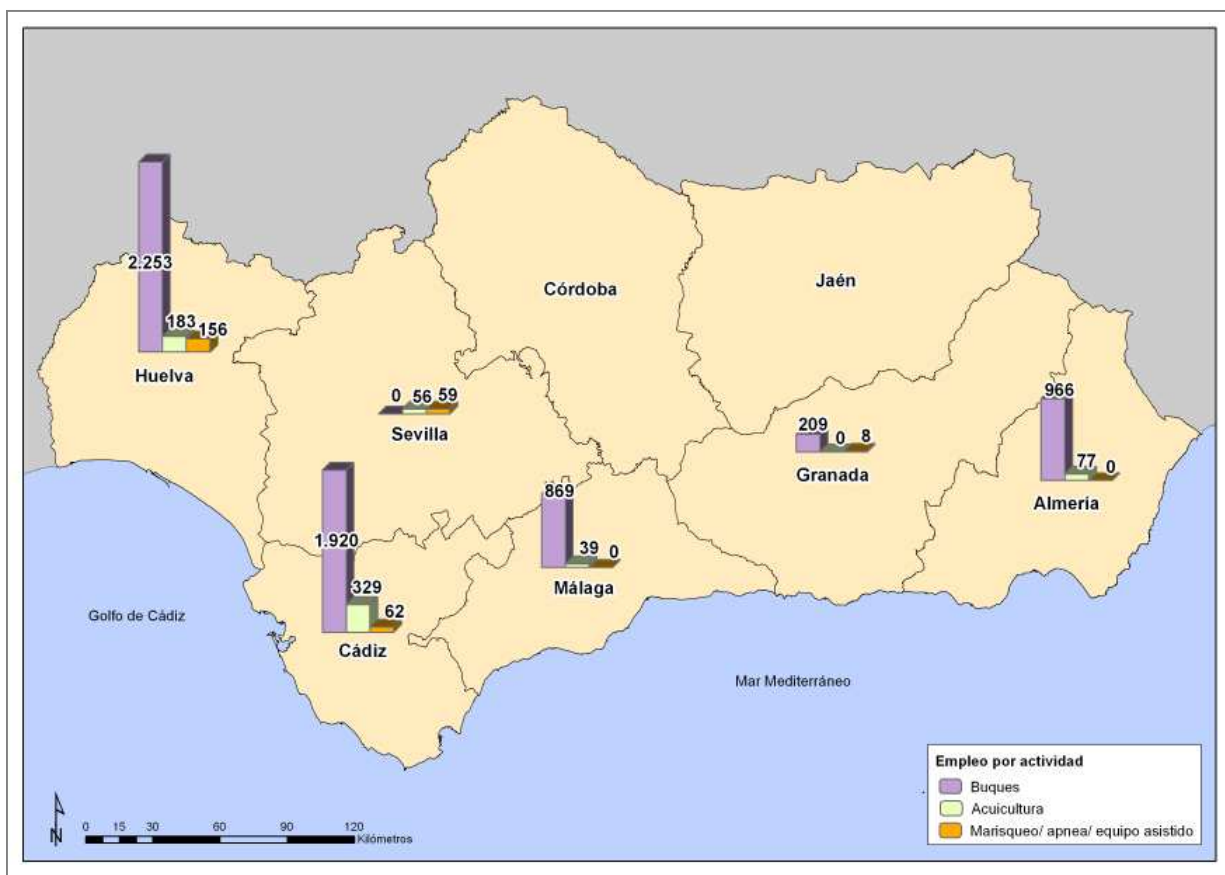 Córdoba
Jaén
2.253
183
156
Huelva
0
56
59
Sevilla
209
0
8
Granada
966
77
0
Almería
869
39
0
Málaga
1.920
329
62
Cádiz
Golfo de Cádiz
Mar Mediterráneo
Empleo por actividad
Buques
Acuicultura
Marisqueo/ apnea/ equipo asistido
N
0 15 30 60 90 120
Kilómetros